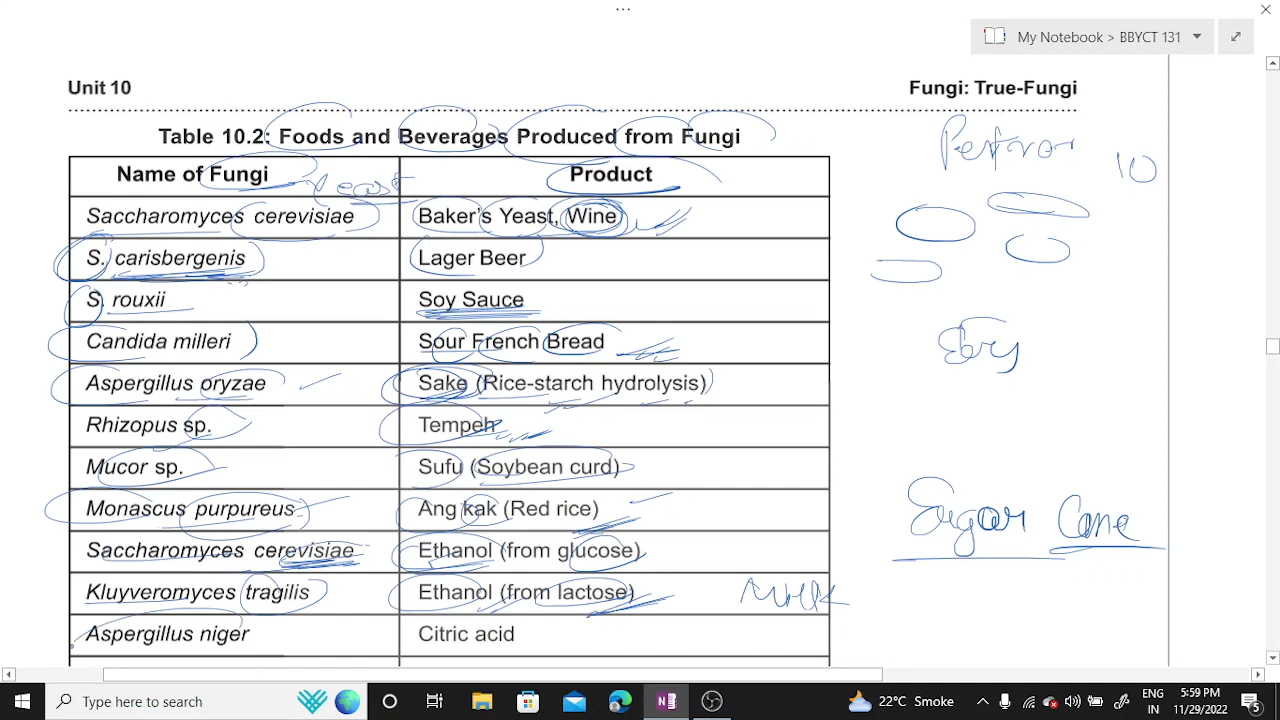 My Notebook > BBYCT 131
Unit 10 Fungi: True-Fungi
Table 10.2: Foods and Beverages Produced from Fungi
Name of Fungi Product
yeast
10
Saccharomyces cerevisiae Baker's Yeast, Wine
S. carisbergenis Lager Beer
S. rouxii Soy Sauce
Candida milleri Sour French Bread
Aspergillus oryzae Sake (Rice-starch hydrolysis)
Rhizopus sp. Tempeh
Mucor sp. Sufu (Soybean curd)
Monascus purpureus Ang kak (Red rice)
Sugar Cane
Saccharomyces cerevisiae Ethanol (from glucose)
Kluyveromyces tragilis Ethanol (from lactose) Milk
Aspergillus niger Citric acid
Type here to search
22°C Smoke
ENG
IN
5:59 PM
11/29/2022
5